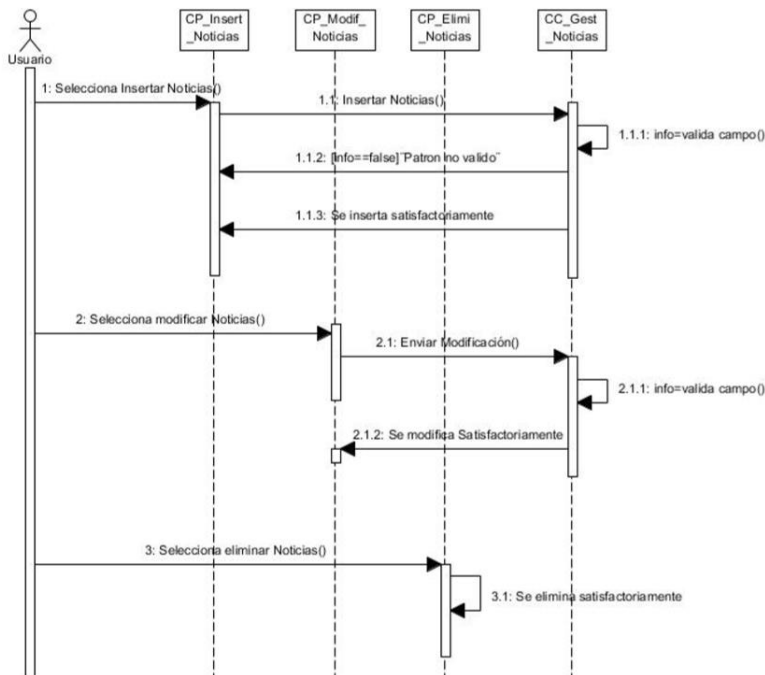 CP_Insert
_Noticias
CP_Modif_
Noticias
CP_Elimi
_Noticias
CC_Gest_
Noticias
Usuario
1: Selecciona Insertar Noticias()
1.1: Insertar Noticias()
1.1.1: info=valida campo()
1.1.2: [info==false]¨Patron no valido¨
1.1.3: Se inserta satisfactoriamente
2: Selecciona modificar Noticias()
2.1: Enviar Modificación()
2.1.1: info=valida campo()
2.1.2: Se modifica Satisfactoriamente
3: Selecciona eliminar Noticias()
3.1: Se elimina satisfactoriamente